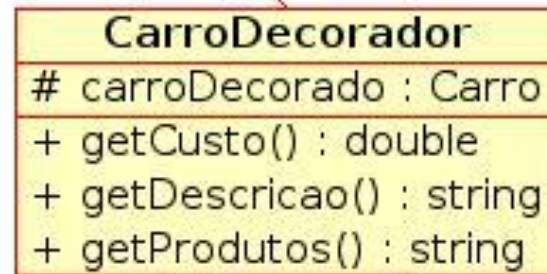 CarroDecorador
# carroDecorado : Carro
+ getCusto() : double
+ getDescricao() : string
+ getProdutos() : string